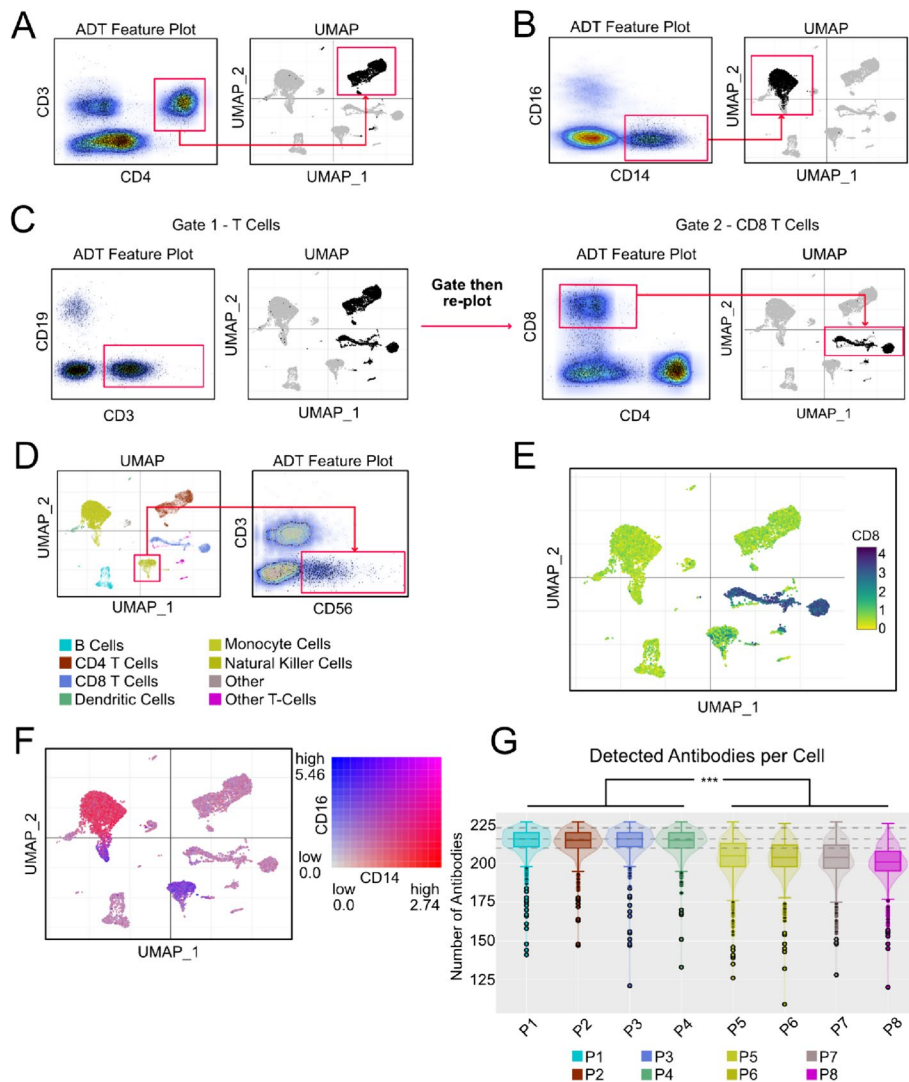 A
ADT Feature Plot
UMAP
CD3
CD4
UMAP_2
UMAP_1
B
ADT Feature Plot
UMAP
CD16
CD14
UMAP_2
UMAP_1
C
Gate 1 - T Cells
Gate 2 - CD8 T Cells
ADT Feature Plot
UMAP
CD19
CD3
UMAP_2
UMAP_1
Gate then
re-plot
ADT Feature Plot
UMAP
CD8
CD4
UMAP_2
UMAP_1
D
UMAP
ADT Feature Plot
UMAP_2
UMAP_1
CD3
CD56
B Cells
CD4 T Cells
CD8 T Cells
Dendritic Cells
Monocyte Cells
Natural Killer Cells
Other
Other T-Cells
E
UMAP_2
UMAP_1
CD8
4
3
2
1
0
F
UMAP_2
UMAP_1
high
5.46
CD16
low
0.0
low
0.0
CD14
high
2.74
G
Detected Antibodies per Cell
***
Number of Antibodies
225
200
175
150
125
P1
P2
P3
P4
P5
P6
P7
P8
P1
P3
P5
P7
P2
P4
P6
P8